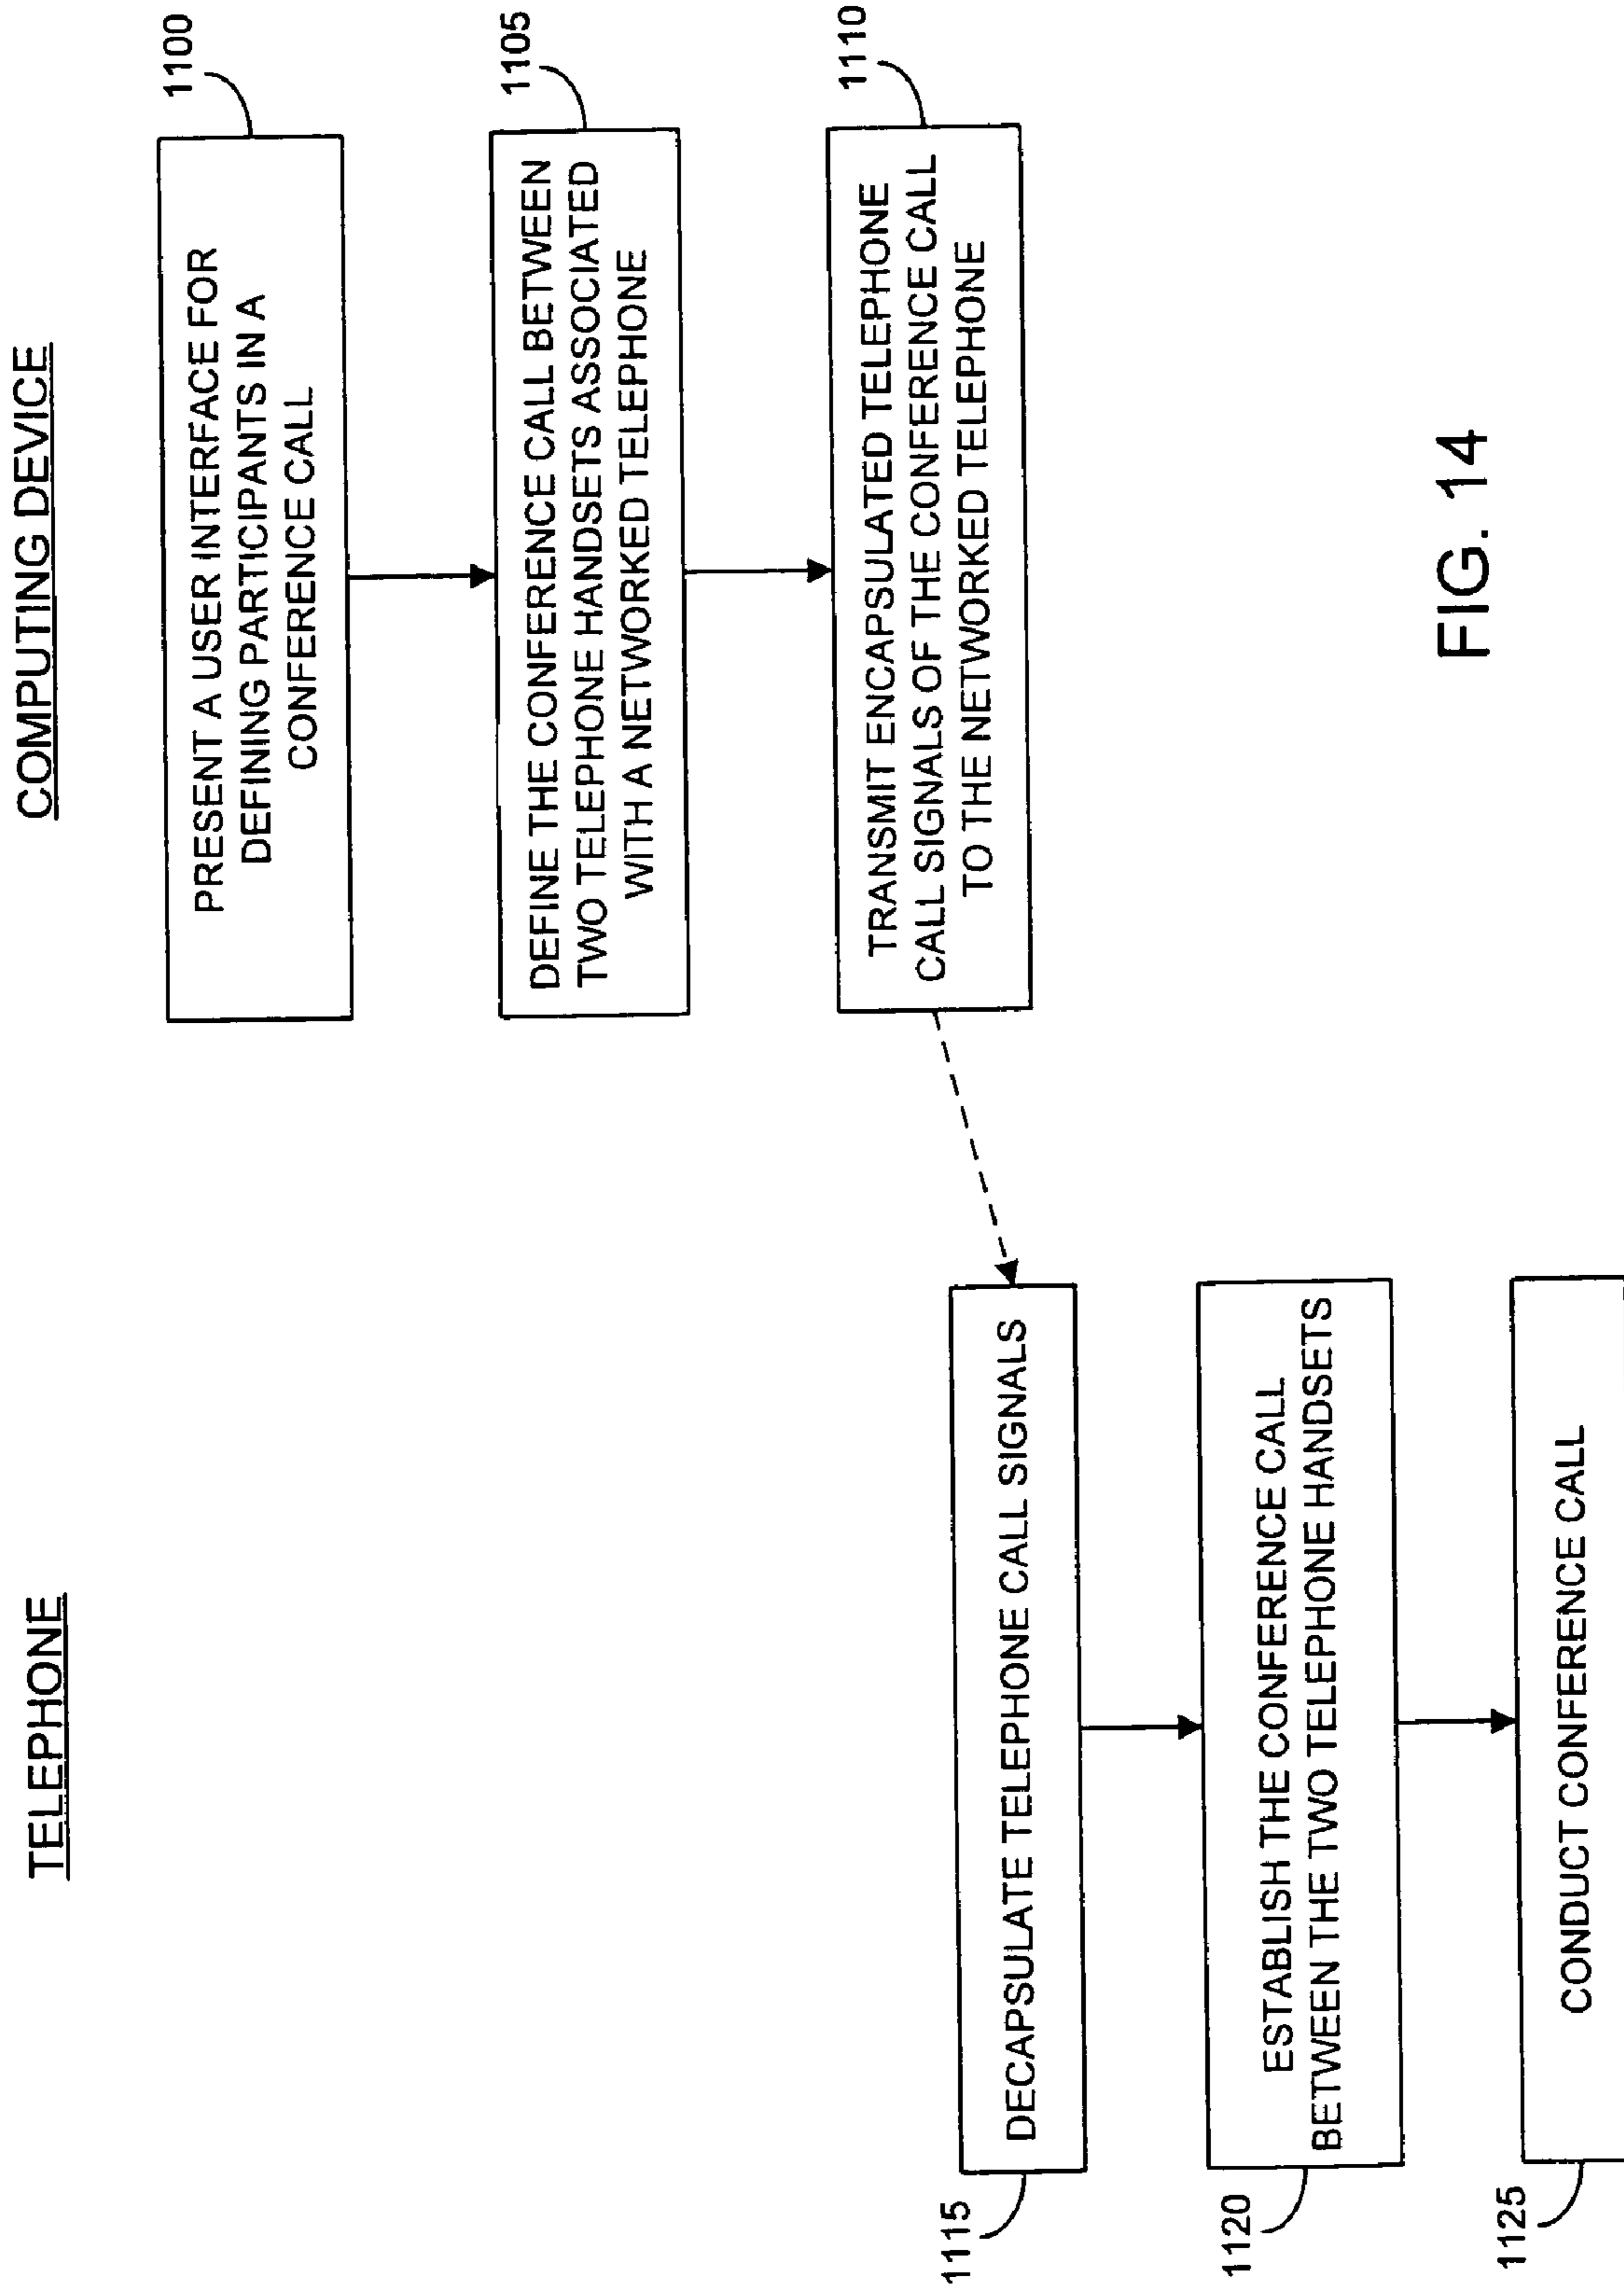 TELEPHONE
COMPUTING DEVICE
1100
PRESENT A USER INTERFACE FOR
DEFINING PARTICIPANTS IN A
CONFERENCE CALL
1105
DEFINE THE CONFERENCE CALL BETWEEN
TWO TELEPHONE HANDSETS ASSOCIATED
WITH A NETWORKED TELEPHONE
1110
TRANSMIT ENCAPSULATED TELEPHONE
CALL SIGNALS OF THE CONFERENCE CALL
TO THE NETWORKED TELEPHONE
1115
DECAPSULATE TELEPHONE CALL SIGNALS
1120
ESTABLISH THE CONFERENCE CALL
BETWEEN THE TWO TELEPHONE HANDSETS
1125
CONDUCT CONFERENCE CALL
FIG. 14